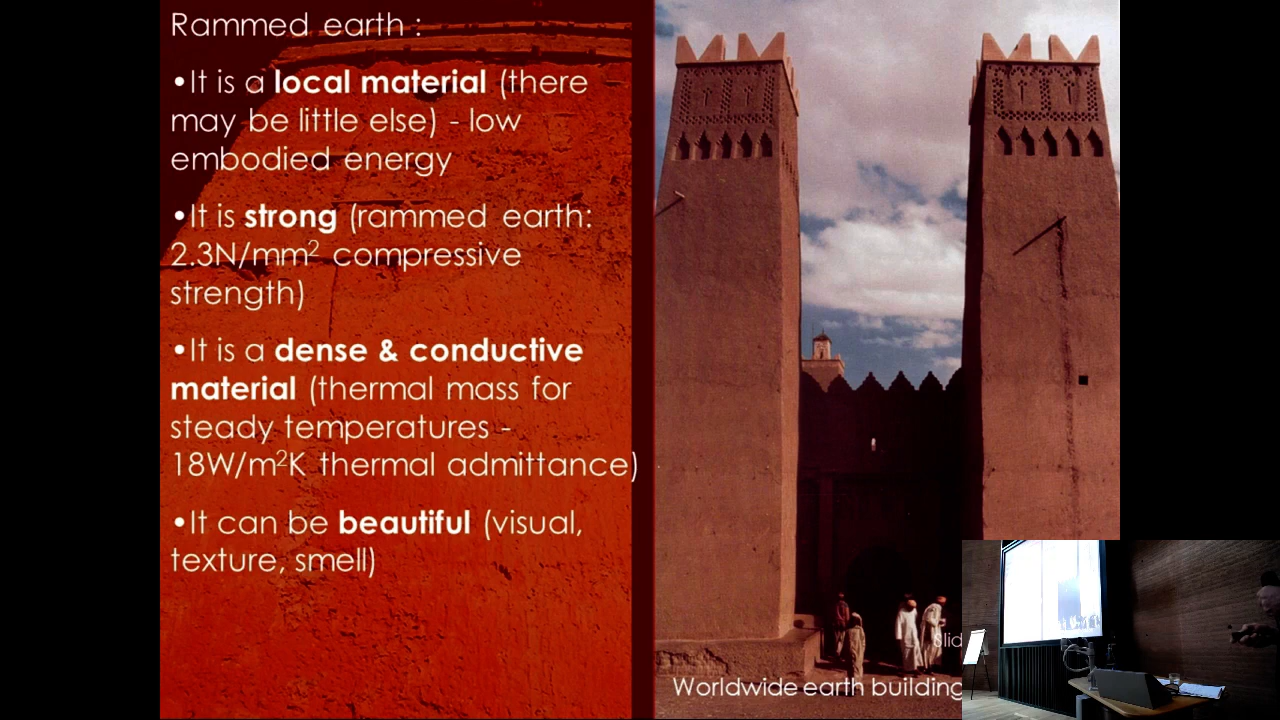 Rammed earth :
•It is a local material (there
may be little else) - low
embodied energy
•It is strong (rammed earth:
2.3N/mm² compressive
strength)
•It is a dense & conductive
material (thermal mass for
steady temperatures -
18W/m²K thermal admittance)
•It can be beautiful (visual,
texture, smell)
Worldwide earth building